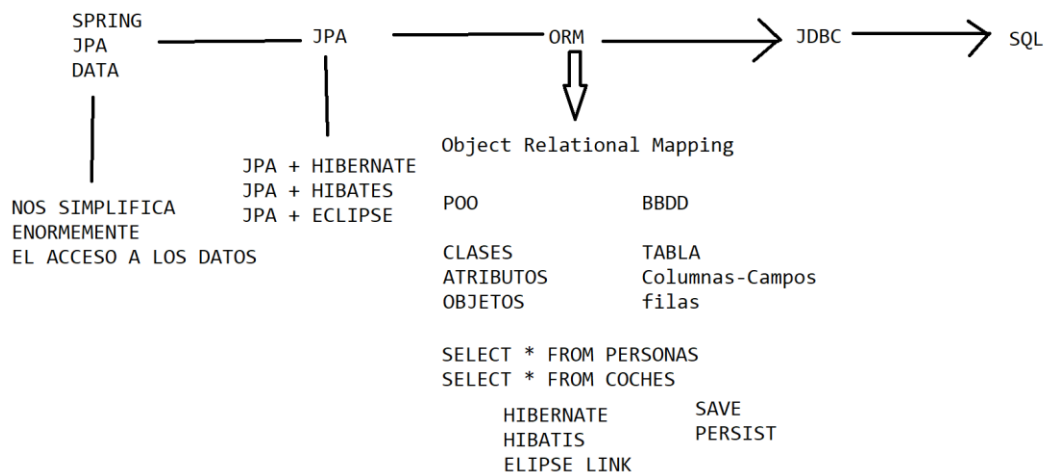 SPRING
JPA
DATA
JPA
ORM
JDBC
SQL
NOS SIMPLIFICA
ENORMEMENTE
EL ACCESO A LOS DATOS
JPA + HIBERNATE
JPA + HIBATES
JPA + ECLIPSE
Object Relational Mapping
POO
BBDD
CLASES
TABLA
ATRIBUTOS
Columnas-Campos
OBJETOS
filas
SELECT * FROM PERSONAS
SELECT * FROM COCHES
HIBERNATE
HIBATIS
ELIPSE LINK
SAVE
PERSIST